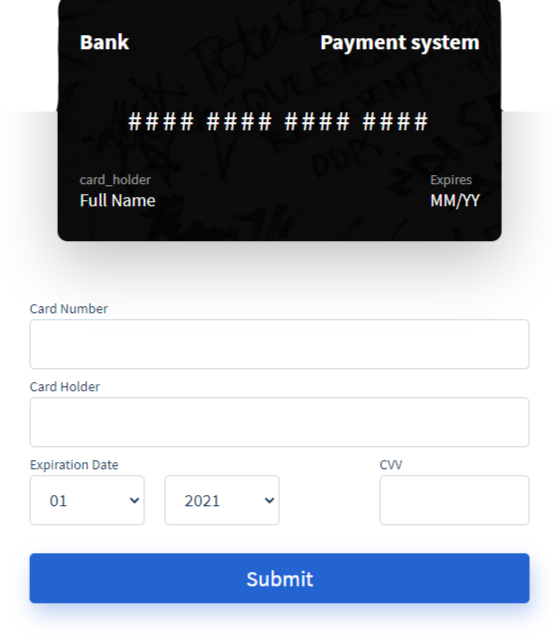 Bank Payment system
#### #### #### ####
card_holder Expires
Full Name MM/YY
Card Number
Card Holder
Expiration Date CVV
01 2021
Submit